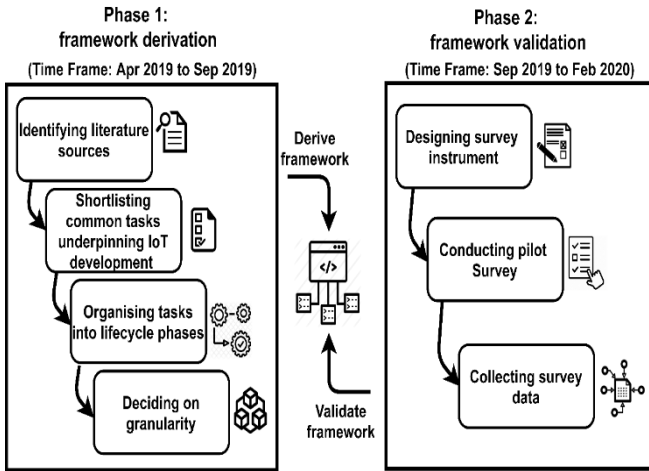 Phase 1:
framework derivation
(Time Frame: Apr 2019 to Sep 2019)
Identifying literature
sources
Shortlisting
common tasks
underpinning IoT
development
Organising tasks
into lifecycle phases
Deciding on
granularity
Derive
framework
</>
Validate
framework
Phase 2:
framework validation
(Time Frame: Sep 2019 to Feb 2020)
Designing survey
instrument
Conducting pilot
Survey
Collecting survey
data